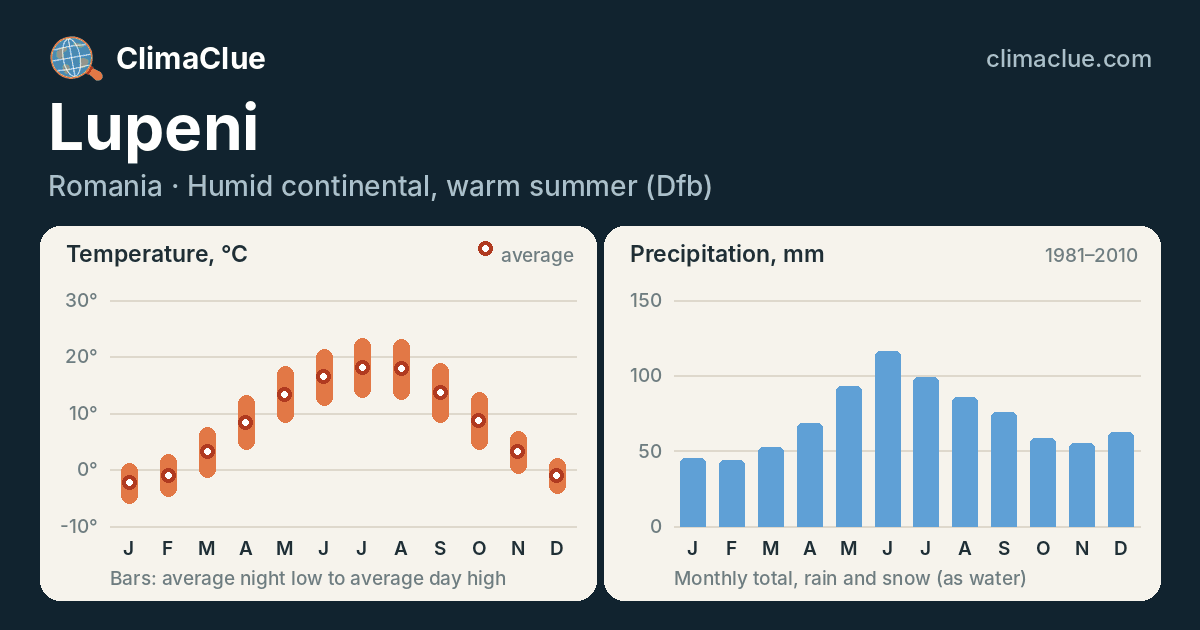 ClimaClue
climaclue.com
Lupeni
Romania · Humid continental, warm summer (Dfb)
Temperature, °C
average
30°
20°
10°
0°
-10°
J F M A M J J A S O N D
Bars: average night low to average day high
Precipitation, mm
1981–2010
150
100
50
0
J F M A M J J A S O N D
Monthly total, rain and snow (as water)